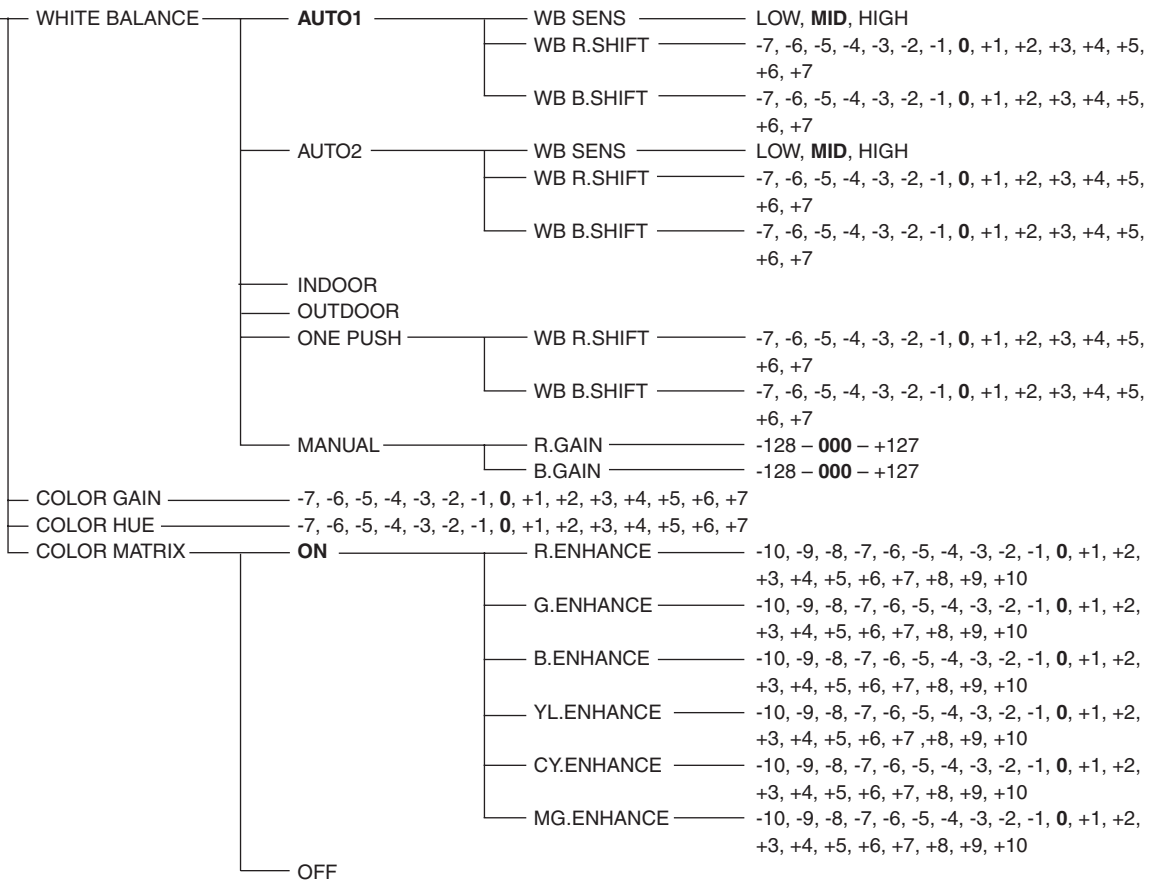 WHITE BALANCE AUTO1 WB SENS LOW, MID, HIGH
WB R.SHIFT -7, -6, -5, -4, -3, -2, -1, 0, +1, +2, +3, +4, +5,
+6, +7
WB B.SHIFT -7, -6, -5, -4, -3, -2, -1, 0, +1, +2, +3, +4, +5,
+6, +7
AUTO2 WB SENS LOW, MID, HIGH
WB R.SHIFT -7, -6, -5, -4, -3, -2, -1, 0, +1, +2, +3, +4, +5,
+6, +7
WB B.SHIFT -7, -6, -5, -4, -3, -2, -1, 0, +1, +2, +3, +4, +5,
+6, +7
INDOOR
OUTDOOR
ONE PUSH WB R.SHIFT -7, -6, -5, -4, -3, -2, -1, 0, +1, +2, +3, +4, +5,
+6, +7
WB B.SHIFT -7, -6, -5, -4, -3, -2, -1, 0, +1, +2, +3, +4, +5,
+6, +7
MANUAL R.GAIN -128 – 000 – +127
B.GAIN -128 – 000 – +127
COLOR GAIN -7, -6, -5, -4, -3, -2, -1, 0, +1, +2, +3, +4, +5, +6, +7
COLOR HUE -7, -6, -5, -4, -3, -2, -1, 0, +1, +2, +3, +4, +5, +6, +7
COLOR MATRIX ON R.ENHANCE -10, -9, -8, -7, -6, -5, -4, -3, -2, -1, 0, +1, +2,
+3, +4, +5, +6, +7, +8, +9, +10
G.ENHANCE -10, -9, -8, -7, -6, -5, -4, -3, -2, -1, 0, +1, +2,
+3, +4, +5, +6, +7, +8, +9, +10
B.ENHANCE -10, -9, -8, -7, -6, -5, -4, -3, -2, -1, 0, +1, +2,
+3, +4, +5, +6, +7, +8, +9, +10
YL.ENHANCE -10, -9, -8, -7, -6, -5, -4, -3, -2, -1, 0, +1, +2,
+3, +4, +5, +6, +7 ,+8, +9, +10
CY.ENHANCE -10, -9, -8, -7, -6, -5, -4, -3, -2, -1, 0, +1, +2,
+3, +4, +5, +6, +7, +8, +9, +10
MG.ENHANCE -10, -9, -8, -7, -6, -5, -4, -3, -2, -1, 0, +1, +2,
+3, +4, +5, +6, +7, +8, +9, +10
OFF